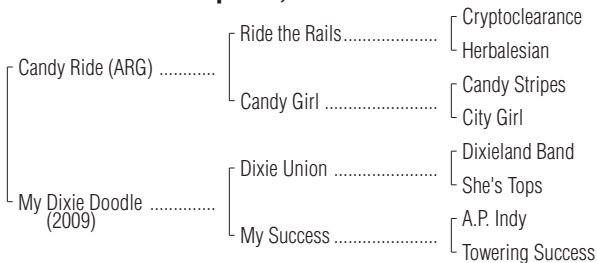 Cryptoclearance
Ride the Rails....................
Herbalesian
Candy Ride (ARG) ............
Candy Stripes
Candy Girl ........................
City Girl
Dixieland Band
Dixie Union ......................
She's Tops
My Dixie Doodle ..............
(2009)
A.P. Indy
My Success ......................
Towering Success